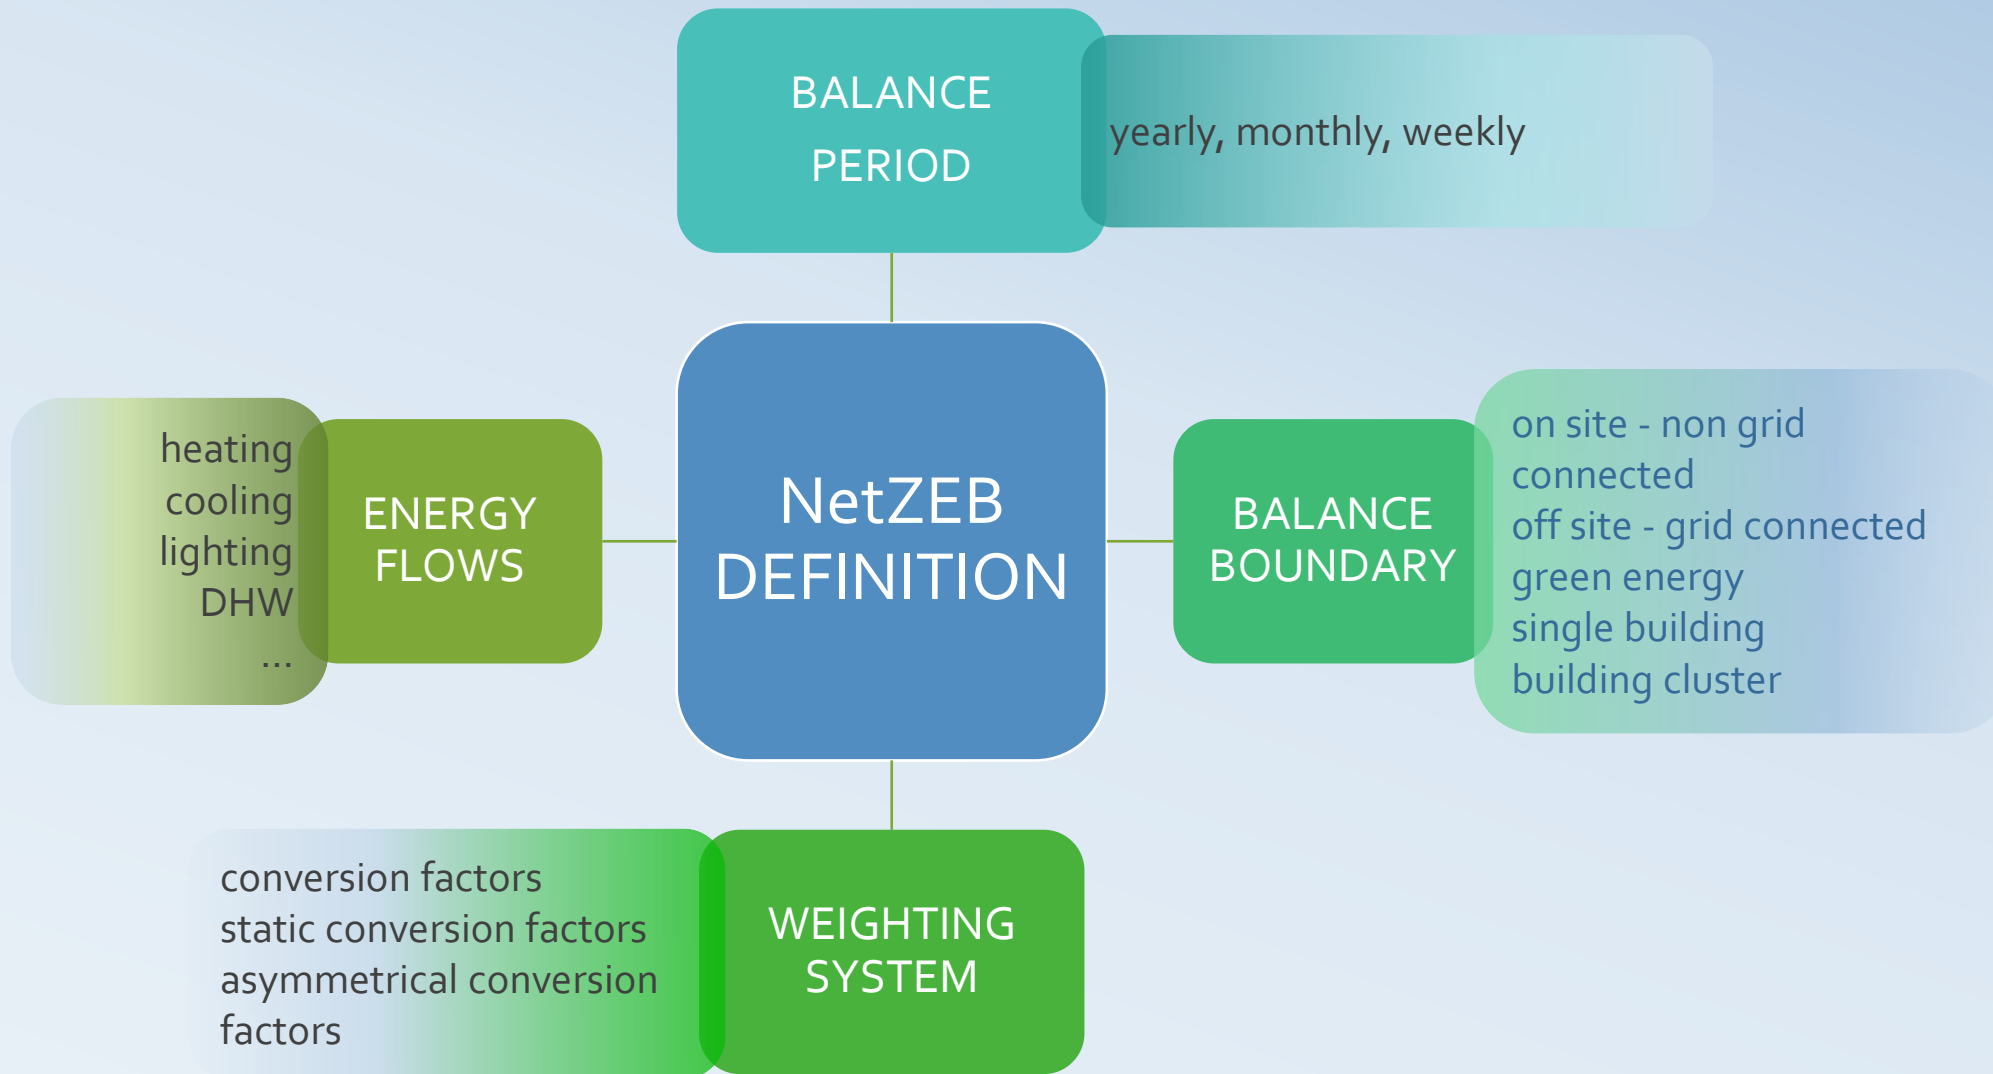 BALANCE
PERIOD
yearly, monthly, weekly
heating
cooling
lighting
DHW
...
ENERGY
FLOWS
NetZEB
DEFINITION
BALANCE
BOUNDARY
on site - non grid
connected
off site - grid connected
green energy
single building
building cluster
conversion factors
static conversion factors
asymmetrical conversion
factors
WEIGHTING
SYSTEM